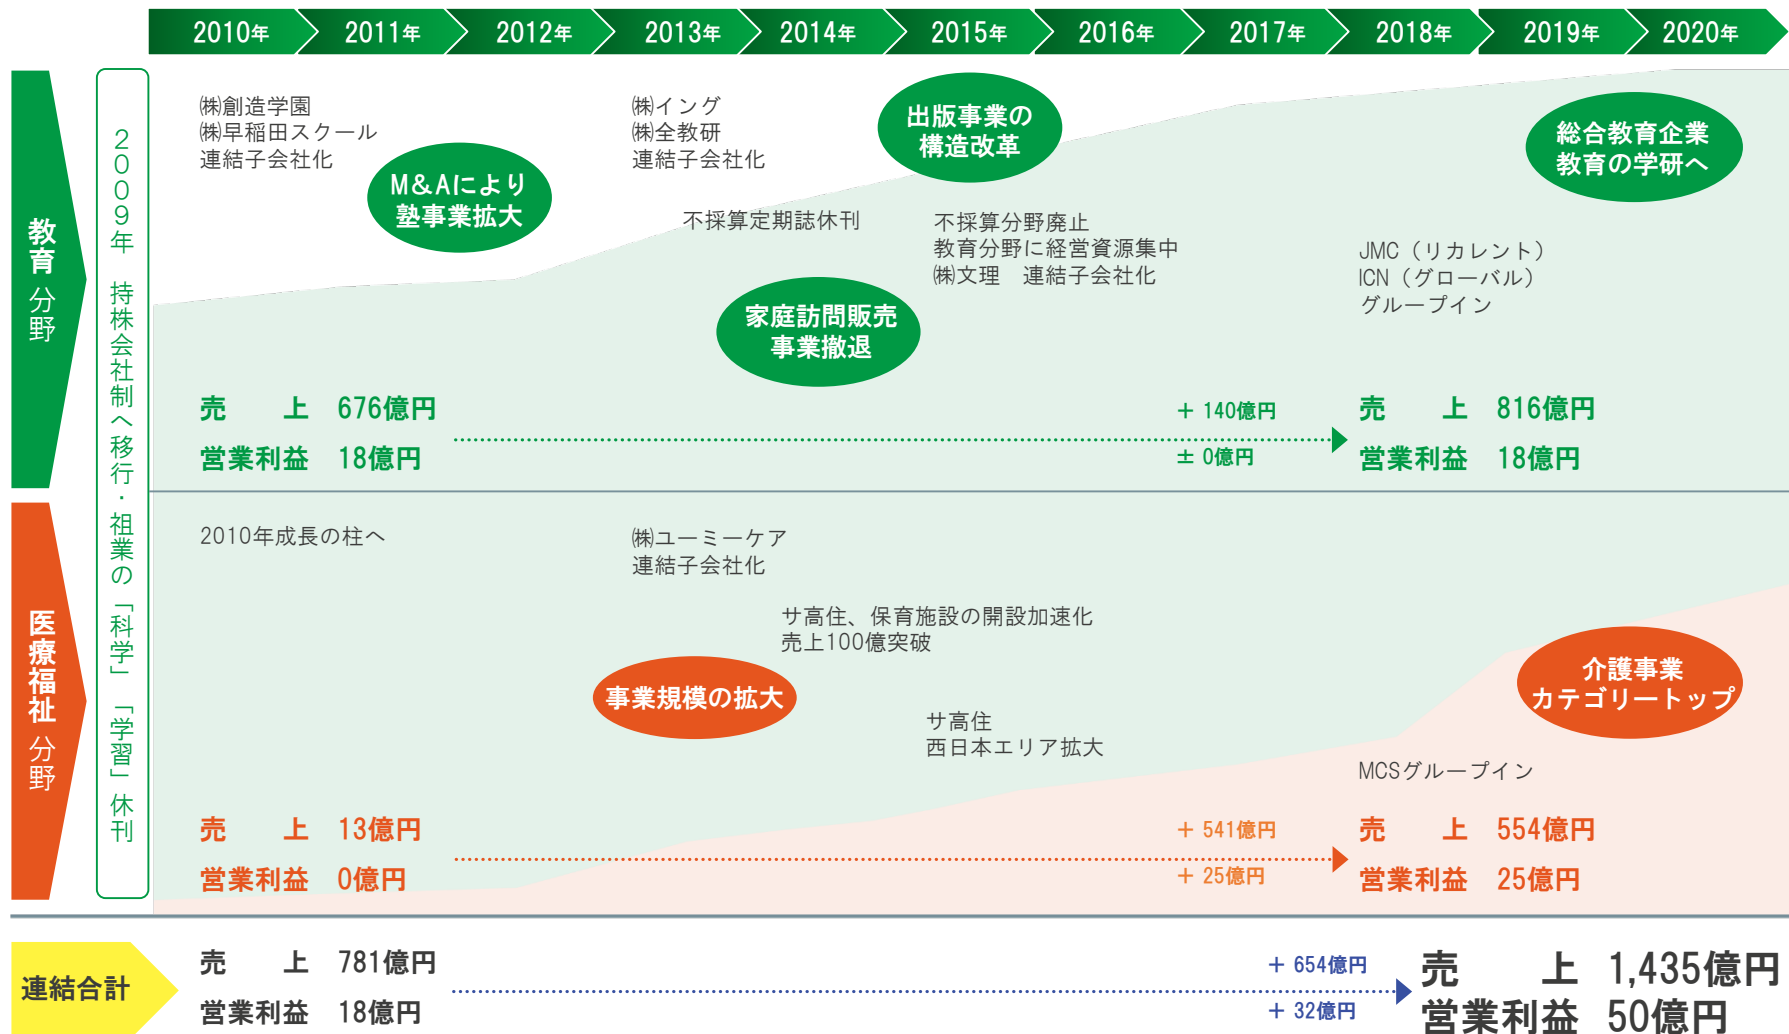 2010年 2011年 2012年 2013年 2014年 2015年 2016年 2017年 2018年 2019年 2020年
教育分野
2009年　持株会社制へ移行・祖業の「科学」「学習」休刊
㈱創造学園
㈱早稲田スクール
連結子会社化
M&Aにより
塾事業拡大
㈱イング
㈱全教研
連結子会社化
不採算定期誌休刊
家庭訪問販売
事業撤退
出版事業の
構造改革
不採算分野廃止
教育分野に経営資源集中
㈱文理　連結子会社化
総合教育企業
教育の学研へ
JMC（リカレント）
ICN（グローバル）
グループイン
売　上　676億円
営業利益　18億円
＋ 140億円
± 0億円
売　上　816億円
営業利益　18億円
医療福祉分野
2010年成長の柱へ
㈱ユーミーケア
連結子会社化
サ高住、保育施設の開設加速化
売上100億突破
事業規模の拡大
サ高住
西日本エリア拡大
介護事業
カテゴリートップ
MCSグループイン
売　上　13億円
営業利益　0億円
＋ 541億円
＋ 25億円
売　上　554億円
営業利益　25億円
連結合計
売　上　781億円
営業利益　18億円
＋ 654億円
＋ 32億円
売　上　1,435億円
営業利益　50億円